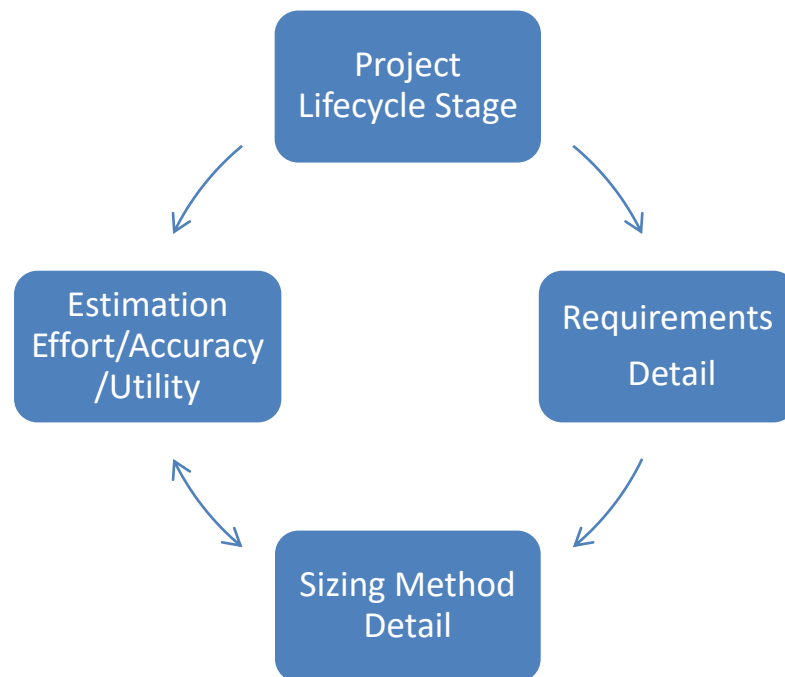 Project
Lifecycle Stage
Estimation
Effort/Accuracy
/Utility
Requirements
Detail
Sizing Method
Detail